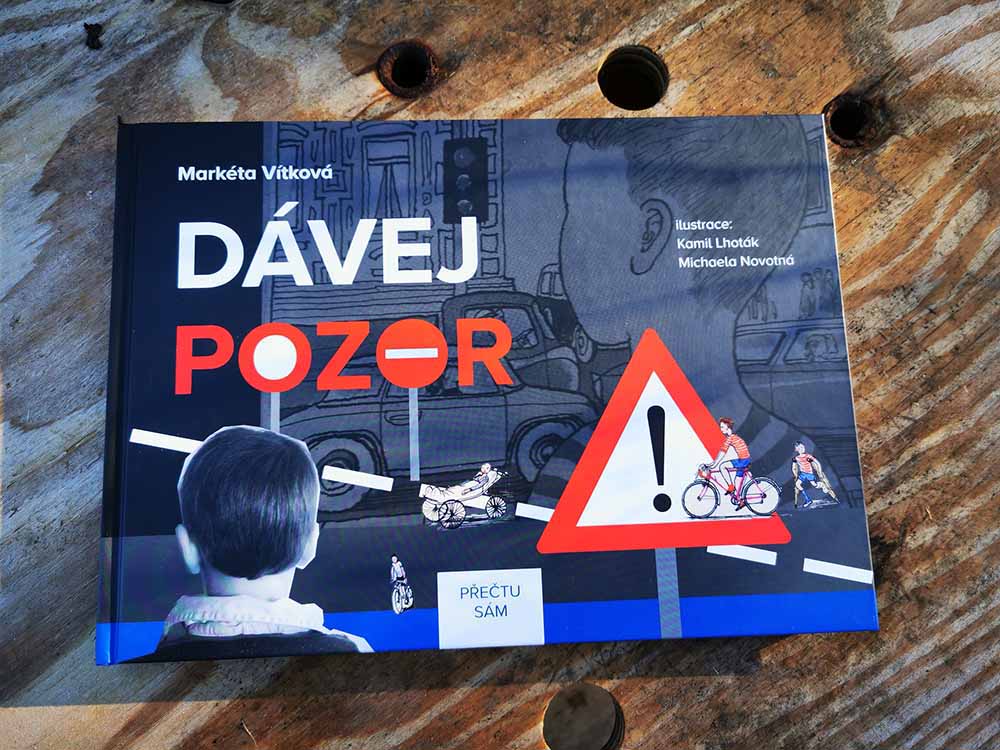 Markéta Vítková
DÁVEJ
POZOR
ilustrace:
Kamil Lhoták
Michaela Novotná
!
PŘEČTU
SÁM